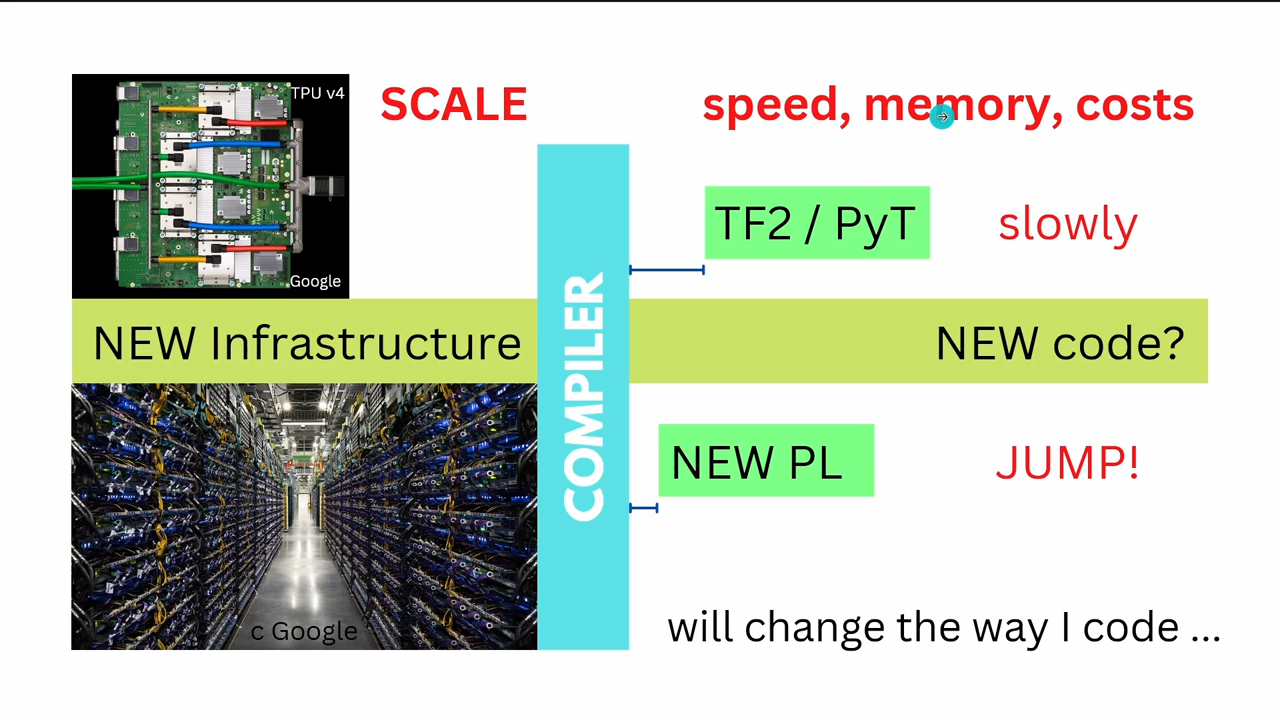 TPU v4
SCALE
speed, memory, costs
TF2 / PyT
slowly
Google
NEW Infrastructure
COMPILER
NEW code?
NEW PL
JUMP!
c Google
will change the way I code ...